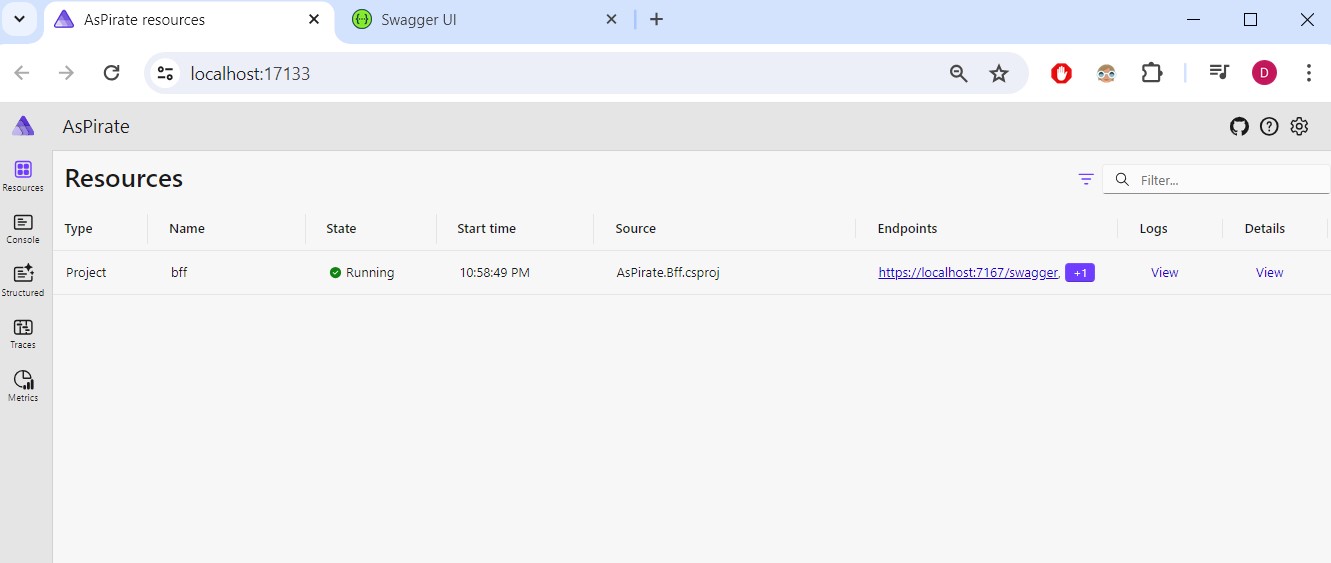 AsPirate resources
Swagger UI
localhost:17133
D
AsPirate
Resources
Console
Structured
Traces
Metrics
Resources
Filter...
Type Name State Start time Source Endpoints Logs Details
Project bff Running 10:58:49 PM AsPirate.Bff.csproj https://localhost:7167/swagger, +1 View View